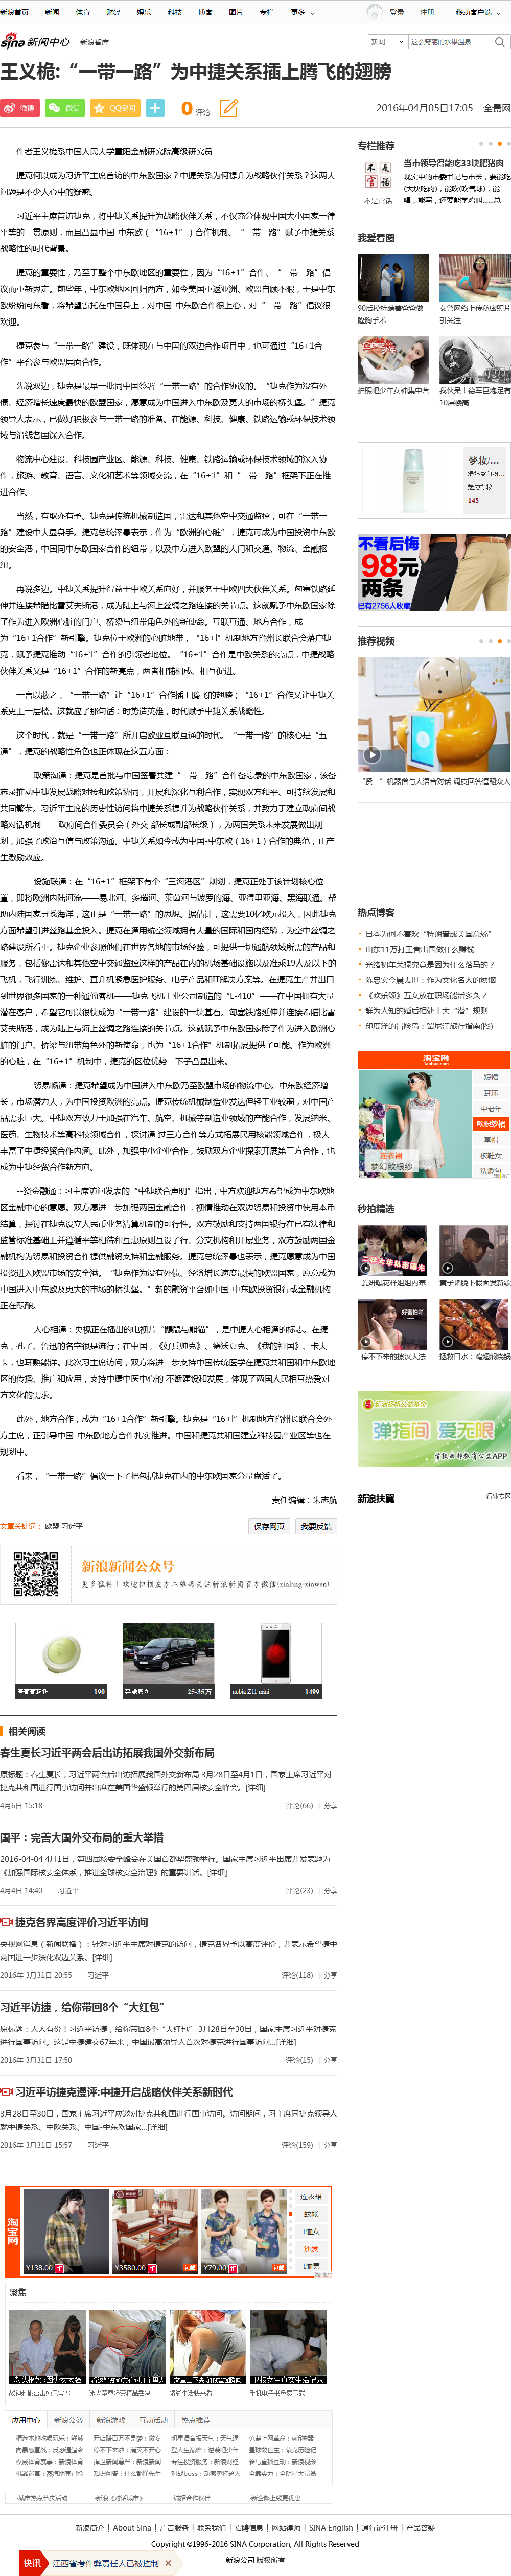 新浪首页 新闻 体育 财经 娱乐 科技 博客 图片 专栏 更多 登录 注册 移动客户端
sina 新闻中心 新浪智库
新闻
王义桅:“一带一路”为中捷关系插上腾飞的翅膀
微博 微信 QQ空间 0 评论
2016年04月05日17:05 全景网
作者王义桅系中国人民大学重阳金融研究院高级研究员
捷克何以成为习近平主席首访的中东欧国家？中捷关系为何提升为战略伙伴关系？这两大
问题是不少人心中的疑惑。
习近平主席首访捷克，将中捷关系提升为战略伙伴关系，不仅充分体现中国大小国家一律
平等的一贯原则，而且凸显中国-中东欧（“16+1”）合作机制、“一带一路”赋予中捷关系
战略性的时代背景。
捷克的重要性，乃至于整个中东欧地区的重要性，因为“16+1”合作、“一带一路”倡
议而重新界定。前些年，中东欧地区回归西方，如今美国重返亚洲、欧盟自顾不暇，于是中东
欧纷纷向东看，将希望寄托在中国身上，对中国-中东欧合作很上心，对“一带一路”倡议很
欢迎。
捷克参与“一带一路”建设，既体现在与中国的双边合作项目中，也可通过“16+1合
作”平台参与欧盟层面合作。
先说双边，捷克是最早一批同中国签署“一带一路”的合作协议的。“捷克作为没有外
债、经济增长速度最快的欧盟国家，愿意成为中国进入中东欧及更大的市场的桥头堡。”捷克
领导人表示，已做好积极参与一带一路的准备。在能源、科技、健康、铁路运输或环保技术领
域与沿线各国深入合作。
物流中心建设、科技园区、能源、科技、健康、铁路运输或环保技术领域的深入协
作，旅游、教育、语言、文化和艺术等领域交流，在“16+1”和“一带一路”框架下正在推
进合作。
当然，有取亦有予。捷克是传统机械制造国，雷达和其他空中交通监控，可在“一带一
路”建设中大显身手。捷克总统泽曼表示，作为“欧洲的心脏”，捷克可成为中国投资中东欧
的安全港，中国同中东欧国家合作的纽带，以及中方进入欧盟的大门和交通、物流、金融枢
纽。
再说多边。中捷关系提升得益于中欧关系向好，并服务于中欧四大伙伴关系。匈塞铁路延
伸并连接希腊比雷艾夫斯港，成为陆上与海上丝绸之路连接的关节点。这就赋予中东欧国家除
了作为进入欧洲心脏的门户、桥梁与纽带角色外的新使命。互联互通、地方合作，成
为“16+1合作”新引擎。捷克位于欧洲的心脏地带，“16+1”机制地方省州长联合会落户捷
克，赋予捷克推动“16+1”合作的引领者地位。“16+1”合作是中欧关系的亮点，中捷战略
伙伴关系又是“16+1”合作的新亮点，两者相辅相成、相互促进。
一言以蔽之，“一带一路”让“16+1”合作插上腾飞的翅膀；“16+1”合作又让中捷关
系更上一层楼。这就应了那句话：时势造英雄，时代赋予中捷关系战略性。
这个时代，就是“一带一路”所开启欧亚互联互通的时代。“一带一路”的核心是“五
通”，捷克的战略性角色也正体现在这五方面：
——政策沟通：捷克是首批与中国签署共建“一带一路”合作备忘录的中东欧国家，该备
忘录推动中捷发展战略对接和政策协同，开展和深化互利合作，实现双方和平、可持续发展和
共同繁荣。习近平主席的历史性访问将中捷关系提升为战略伙伴关系，并致力于建立政府间战
略对话机制——政府间合作委员会（外交 部长或副部长级），为两国关系未来发展做出规
划，加强了政治互信与政策沟通。中捷关系如今成为中国-中东欧（16+1）合作的典范，正产
生助推效应。
——设施联通：在“16+1”框架下有个“三海港区”规划，捷克正处于该计划核心位
置，即将欧洲内陆河流——易北河、多瑙河、莱茵河与波罗的海、亚得里亚海、黑海联通。帮
助内陆国家寻找海洋，这正是“一带一路”的思想。据估计，这需要10亿欧元投入，因此捷克
方面希望引进丝路基金投入。捷克在通用航空领域拥有大量的国际和国内经验，为空中丝绸之
路建设所看重。捷克企业参照他们在世界各地的市场经验，可提供一切通航领域所需的产品和
服务，包括像雷达和其他空中交通监控这样的产品在内的机场基础设施以及准乘19人及以下的
飞机，飞行训练、维护、直升机紧急医护服务、电子产品和IT解决方案等。在捷克生产并出口
到世界很多国家的一种通勤客机——捷克飞机工业公司制造的“L-410”——在中国拥有大量
潜在客户，希望它可以很快成为“一带一路”建设的一块基石。匈塞铁路延伸并连接希腊比雷
艾夫斯港，成为陆上与海上丝绸之路连接的关节点。这就赋予中东欧国家除了作为进入欧洲心
脏的门户、桥梁与纽带角色外的新使命，也为“16+1合作”机制拓展提供了可能。作为欧洲
的心脏，在“16+1”机制中，捷克的区位优势一下子凸显出来。
——贸易畅通：捷克希望成为中国进入中东欧乃至欧盟市场的物流中心。中东欧经济增
长，市场潜力大，为中国投资欧洲的亮点。捷克传统机械制造业发达但轻工业较弱，对中国产
品需求巨大。中捷双方致力于加强在汽车、航空、机械等制造业领域的产能合作，发展纳米、
医药、生物技术等高科技领域合作，探讨通 过三方合作等方式拓展民用核能领域合作，极大
丰富了中捷经贸合作内涵。此外，加强中小企业合作，鼓励双方企业探索开展第三方合作，也
成为中捷经贸合作新方向。
--资金融通：习主席访问发表的“中捷联合声明”指出，中方欢迎捷方希望成为中东欧地
区金融中心的意愿。双方愿进一步加强两国金融合作，视情推动在双边贸易和投资中使用本币
结算，探讨在捷克设立人民币业务清算机制的可行性。双方鼓励和支持两国银行在已有法律和
监管标准基础上并遵循平等相待和互惠原则互设子行、分支机构和开展业务，双方鼓励两国金
融机构为贸易和投资合作提供融资支持和金融服务。捷克总统泽曼也表示，捷克愿意成为中国
投资进入欧盟市场的安全港。“捷克作为没有外债、经济增长速度最快的欧盟国家，愿意成为
中国进入中东欧及更大的市场的桥头堡。”新的融资平台如中国-中东欧投资银行或金融机构
正在酝酿。
——人心相通：央视正在播出的电视片“鼹鼠与熊猫”，是中捷人心相通的标志。在捷
克，孔子、鲁迅的名字很是流行；在中国，《好兵帅克》、德沃夏克、《我的祖国》、卡夫
卡，也耳熟能详。此次习主席访问，双方将进一步支持中国传统医学在捷克共和国和中东欧地
区的传播、推广和应用，支持中捷中医中心的 不断建设和发展，体现了两国人民相互热爱对
方文化的需求。
此外，地方合作，成为“16+1合作”新引擎。捷克是“16+1”机制地方省州长联合会外
方主席，正引导中国-中东欧地方合作扎实推进。中国和捷克共和国建立科技园产业区等也在
规划中。
看来，“一带一路”倡议一下子把包括捷克在内的中东欧国家分量盘活了。
责任编辑：朱志航
文章关键词： 欧盟 习近平
保存网页 我要反馈
新浪新闻公众号
更多猛料！欢迎扫描左方二维码关注新浪新闻官方微信(xinlang-xinwen)
190
25-35万
nubia Z11 mini 1499
相关阅读
春生夏长习近平两会后出访拓展我国外交新布局
原标题：春生夏长，习近平两会后出访拓展我国外交新布局 3月28日至4月1日，国家主席习近平对
捷克共和国进行国事访问并出席在美国华盛顿举行的第四届核安全峰会。[详细]
4月6日 15:18 评论(66) | 分享
国平：完善大国外交布局的重大举措
2016-04-04 4月1日，第四届核安全峰会在美国首都华盛顿举行。国家主席习近平出席并发表题为
《加强国际核安全体系，推进全球核安全治理》的重要讲话。[详细]
4月4日 14:40 习近平 评论(23) | 分享
捷克各界高度评价习近平访问
央视网消息（新闻联播）：针对习近平主席对捷克的访问，捷克各界予以高度评价，并表示希望捷中
两国进一步深化双边关系。[详细]
2016年 3月31日 20:55 习近平 评论(118) | 分享
习近平访捷，给你带回8个“大红包”
原标题：人人有份！习近平访捷，给你带回8个“大红包” 3月28日至30日，国家主席习近平对捷克
进行国事访问。这是中捷建交67年来，中国最高领导人首次对捷克进行国事访问...[详细]
2016年 3月31日 17:50 评论(15) | 分享
习近平访捷克漫评:中捷开启战略伙伴关系新时代
3月28日至30日，国家主席习近平应邀对捷克共和国进行国事访问。访问期间，习主席同捷克领导人
就中捷关系、中欧关系、中国-中东欧国家...[详细]
2016年 3月31日 15:57 习近平 评论(159) | 分享
淘宝网
¥138.00 ¥3580.00 ¥79.00
连衣裙
蚊帐
t恤女
沙发
t恤男
聚焦
应用中心 新浪公益 新浪游戏 互动活动 热点推荐
新浪简介 | About Sina | 广告服务 | 联系我们 | 招聘信息 | 网站律师 | SINA English | 通行证注册 | 产品答疑
Copyright ©1996-2016 SINA Corporation, All Rights Reserved
新浪公司 版权所有
快讯 江西省考作弊责任人已被控制
专栏推荐
不是官话
当市领导得能吃33块肥猪肉
现实中的市委书记与市长，要能吃
(大块吃肉)，能吹(吹气球)，能
唱，能写，还要能学鸡叫......总
我爱看图
90后模特瞒着爸爸做
隆胸手术
女警网络上传私密照片
引关注
拍照吧少年女神集中营
我伙呆！德军巨炮足有
10层楼高
梦妆/…
魅力彩妆
145
不看后悔
98元
两条
已有2756人收藏
推荐视频
“贤二”机器僧与人语音对话 调皮回答逗翻众人
热点博客
日本为何不喜欢“特朗普成美国总统”
山东11万打工者出国做什么赚钱
光绪初年荣禄究竟是因为什么落马的？
陈忠实今晨去世：作为文化名人的烦恼
《欢乐颂》五女放在职场能活多久？
鲜为人知的婚后相处十大“潜”规则
印度洋的冒险岛：留尼汪旅行指南(图)
淘宝网
短裙
耳环
中老年
欧根纱裙
草帽
板鞋女
洗漱包
连衣裙
梦幻欧根纱
秒拍精选
姜妍曝花样姐姐内幕
黄子韬脱下假面发新歌
停不下来的撩汉大法
拯救口水：鸡翅焖烧锅
弹指间 爱无眼
新浪扶翼 行业专区